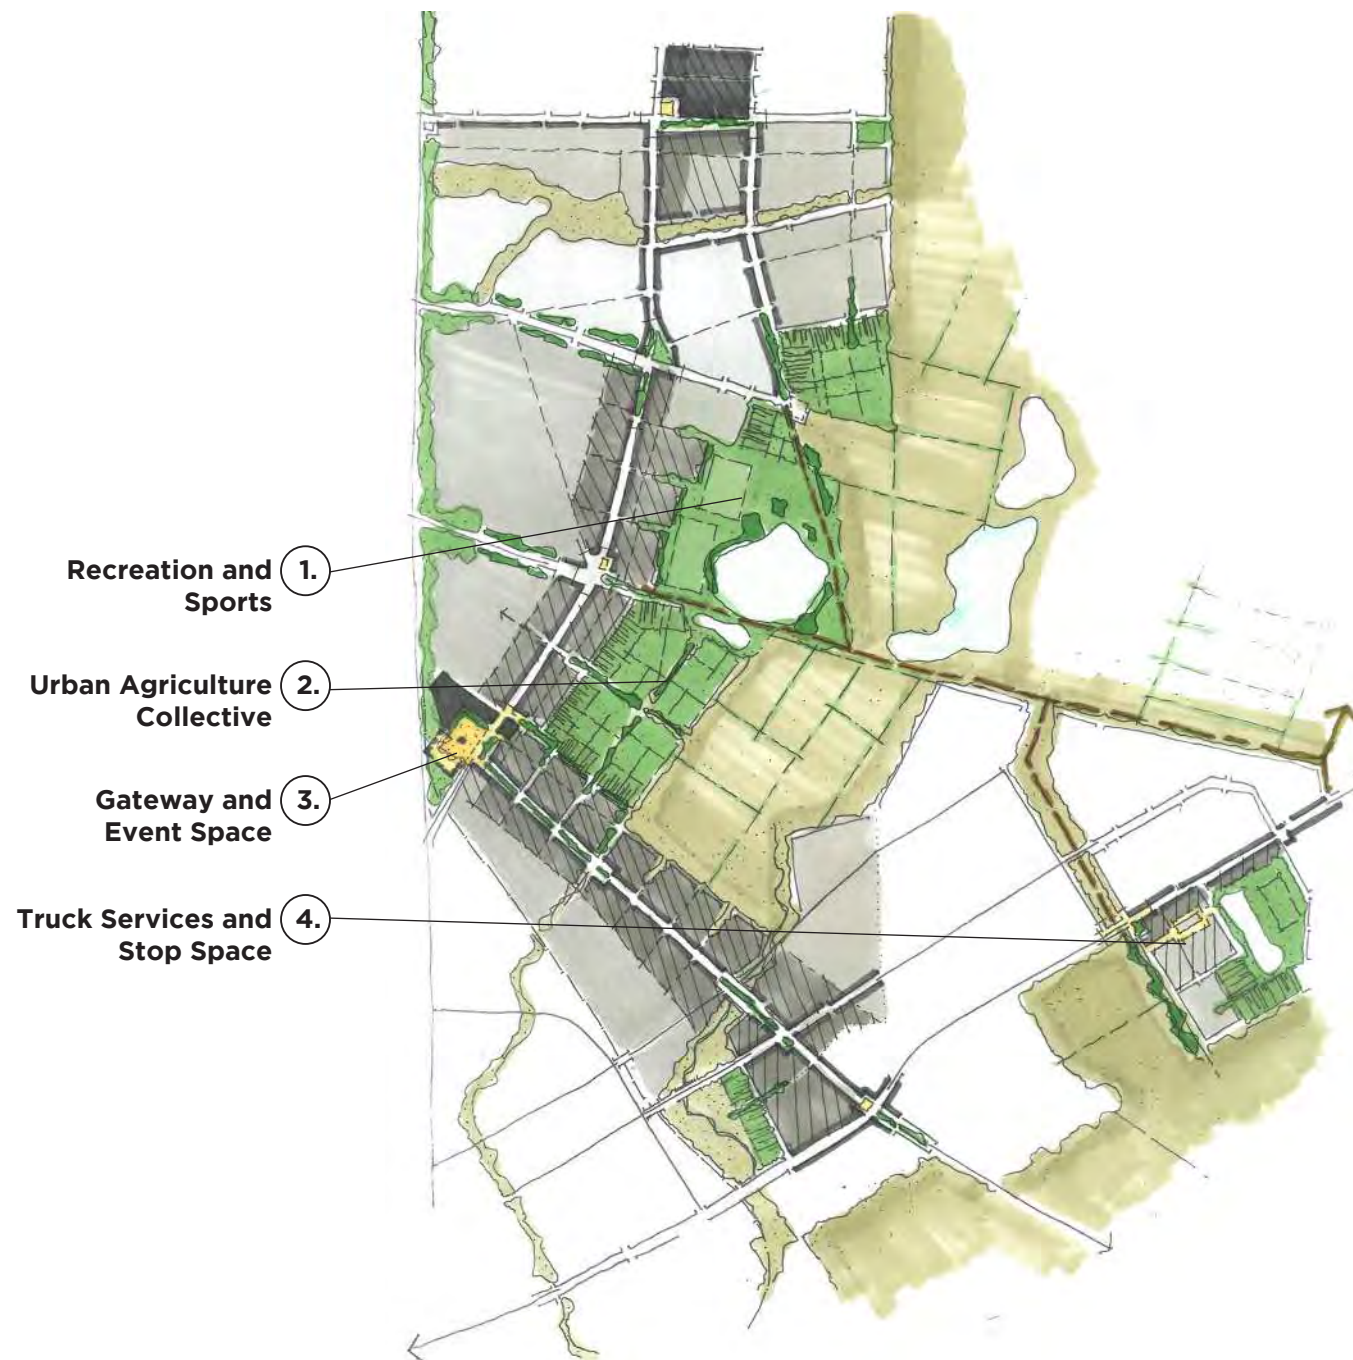 Recreation and 1.
Sports
Urban Agriculture 2.
Collective
Gateway and 3.
Event Space
Truck Services and 4.
Stop Space